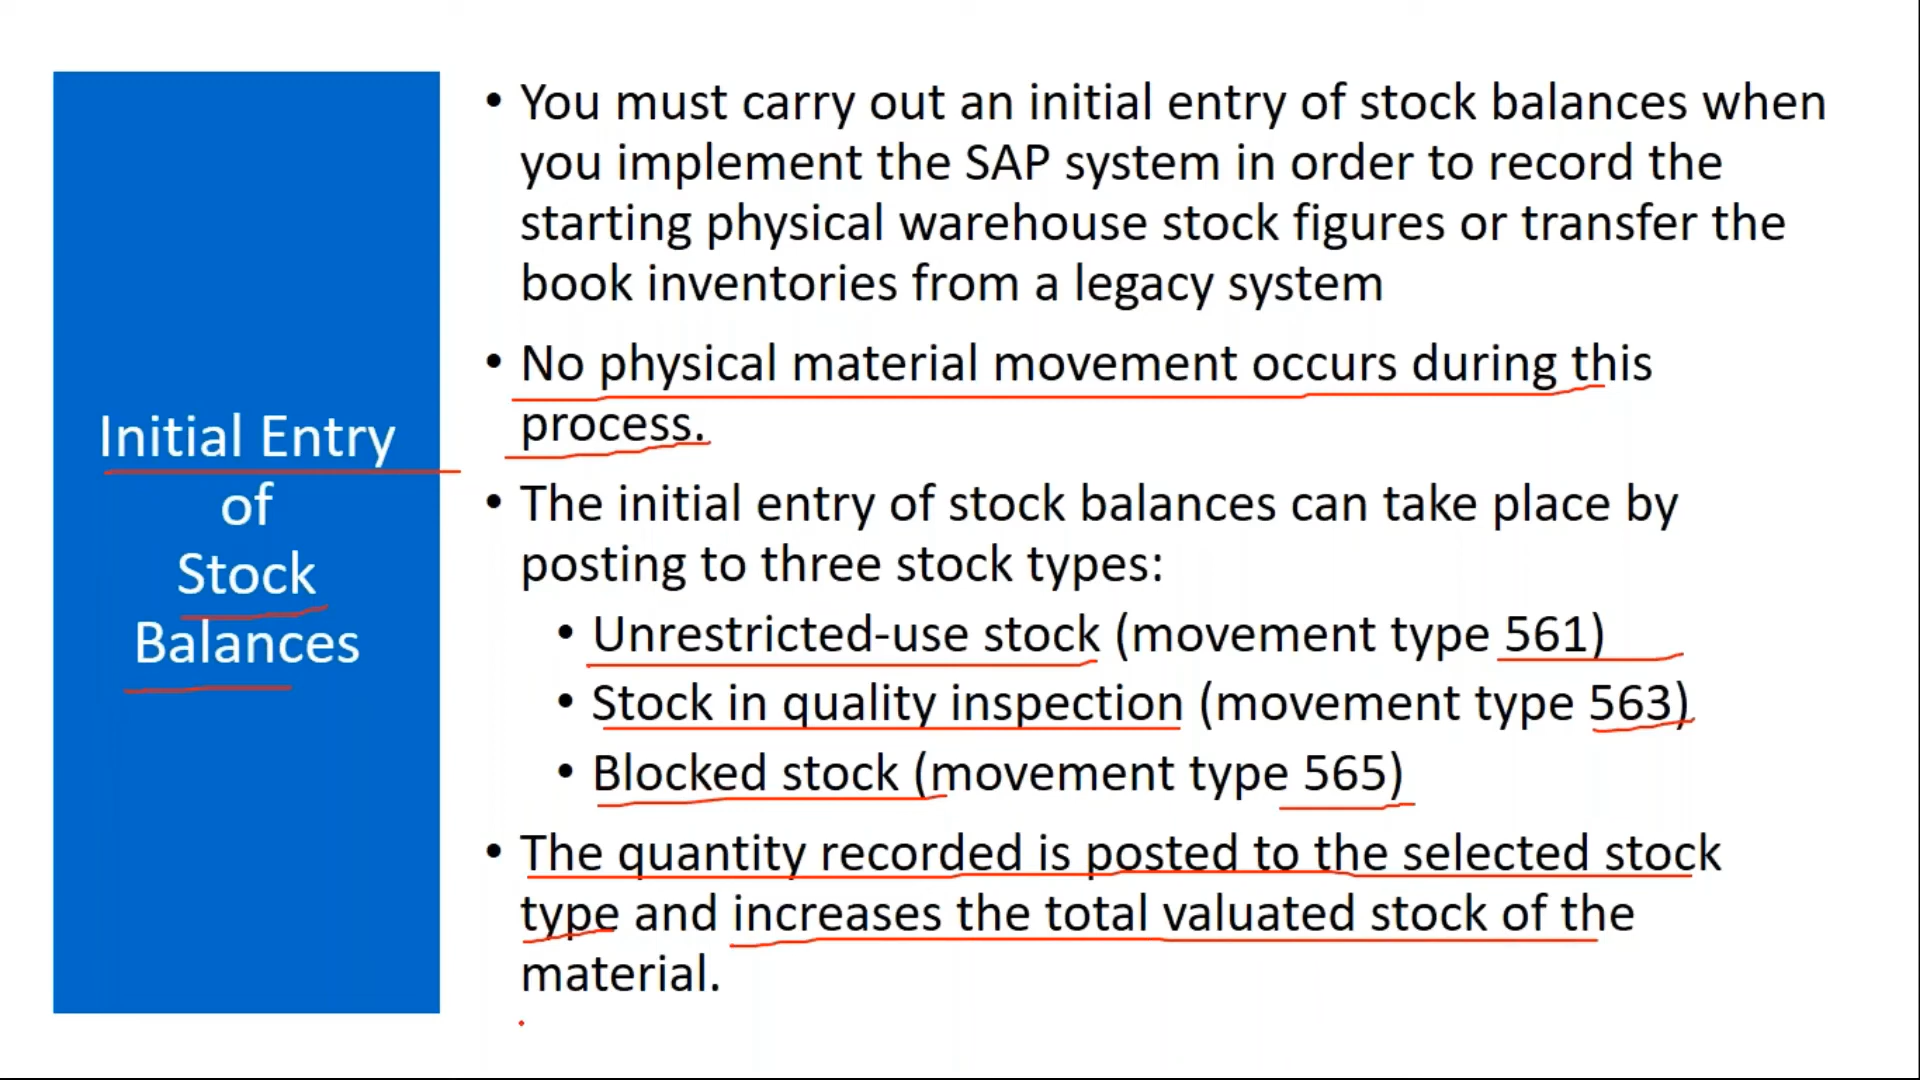 Initial Entry
of
Stock
Balances
• You must carry out an initial entry of stock balances when
you implement the SAP system in order to record the
starting physical warehouse stock figures or transfer the
book inventories from a legacy system
• No physical material movement occurs during this
process.
• The initial entry of stock balances can take place by
posting to three stock types:
• Unrestricted-use stock (movement type 561)
• Stock in quality inspection (movement type 563)
• Blocked stock (movement type 565)
• The quantity recorded is posted to the selected stock
type and increases the total valuated stock of the
material.